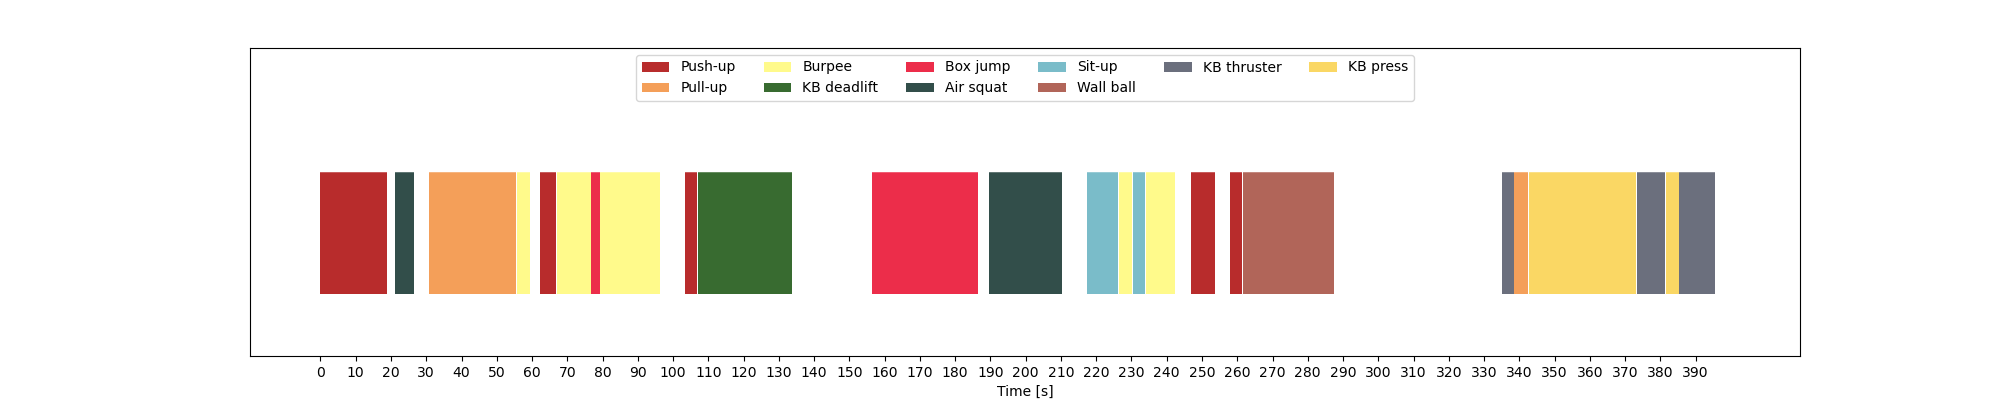 Push-up Burpee Box jump Sit-up KB thruster KB press
Pull-up KB deadlift Air squat Wall ball
0 10 20 30 40 50 60 70 80 90 100 110 120 130 140 150 160 170 180 190 200 210 220 230 240 250 260 270 280 290 300 310 320 330 340 350 360 370 380 390
Time [s]